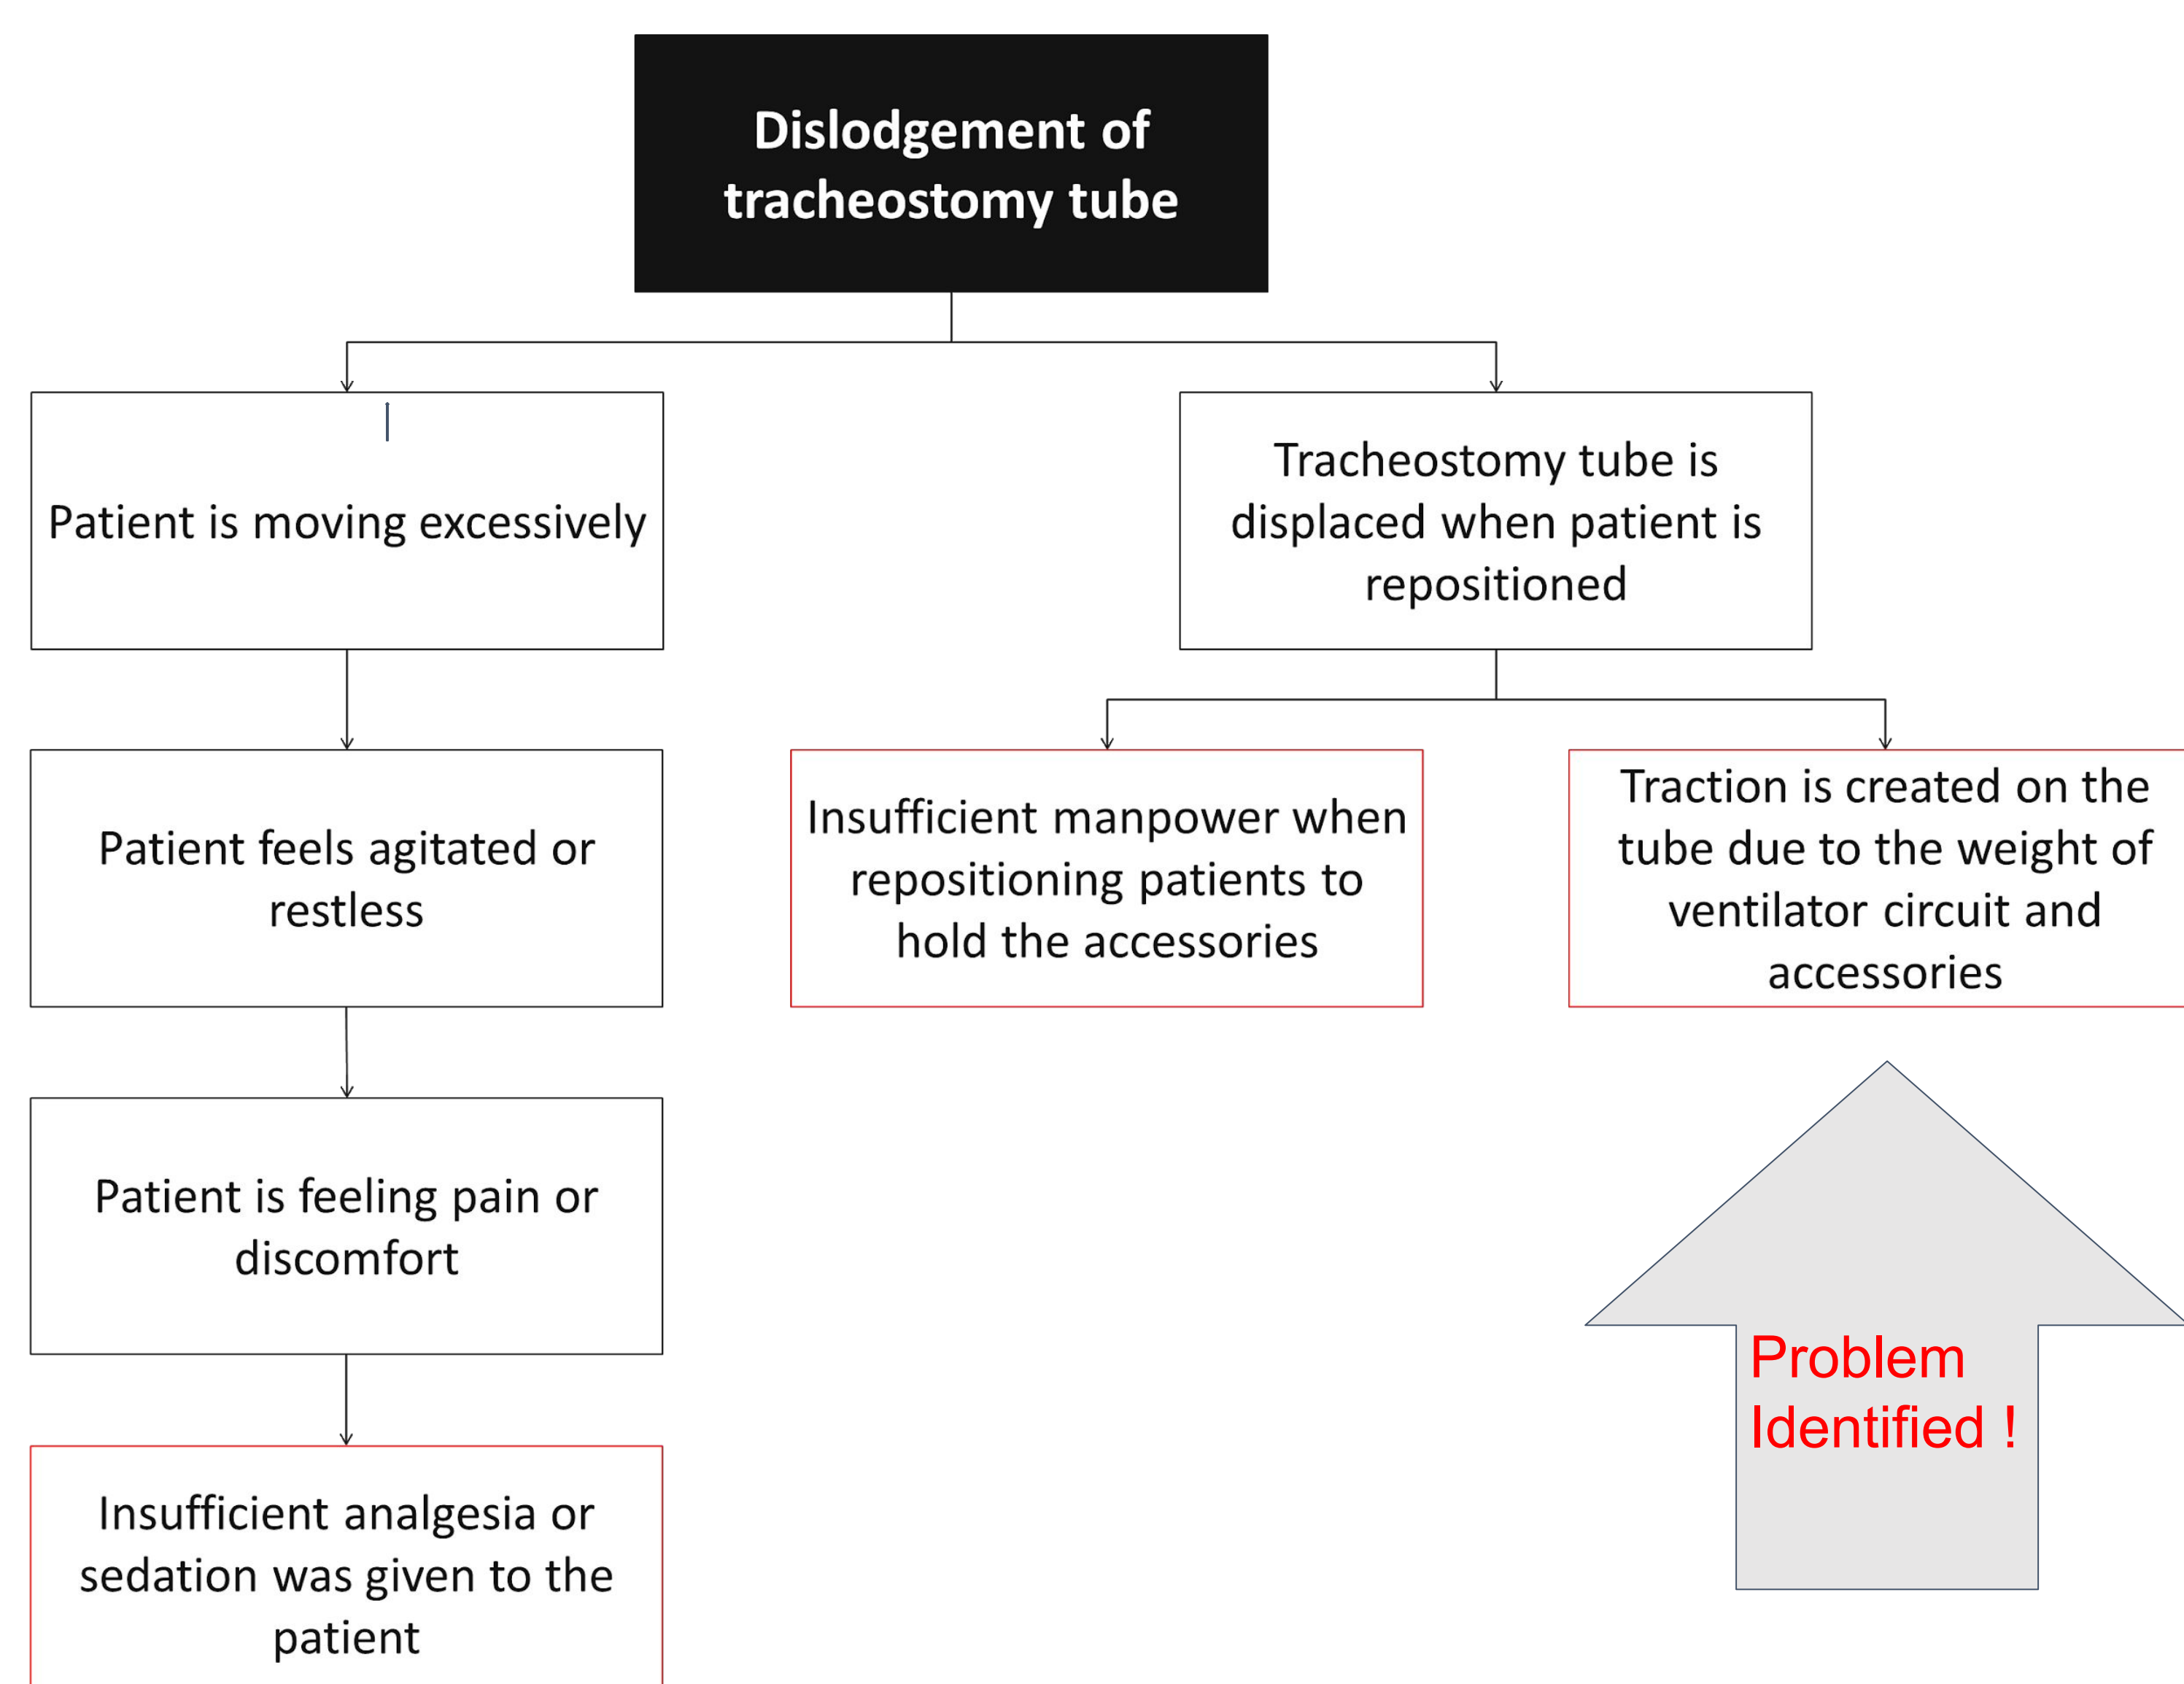 Dislodgement of
tracheostomy tube
Patient is moving excessively
Tracheostomy tube is
displaced when patient is
repositioned
Patient feels agitated or
restless
Insufficient manpower when
repositioning patients to
hold the accessories
Traction is created on the
tube due to the weight of
ventilator circuit and
accessories
Patient is feeling pain or
discomfort
Problem
Identified !
Insufficient analgesia or
sedation was given to the
patient